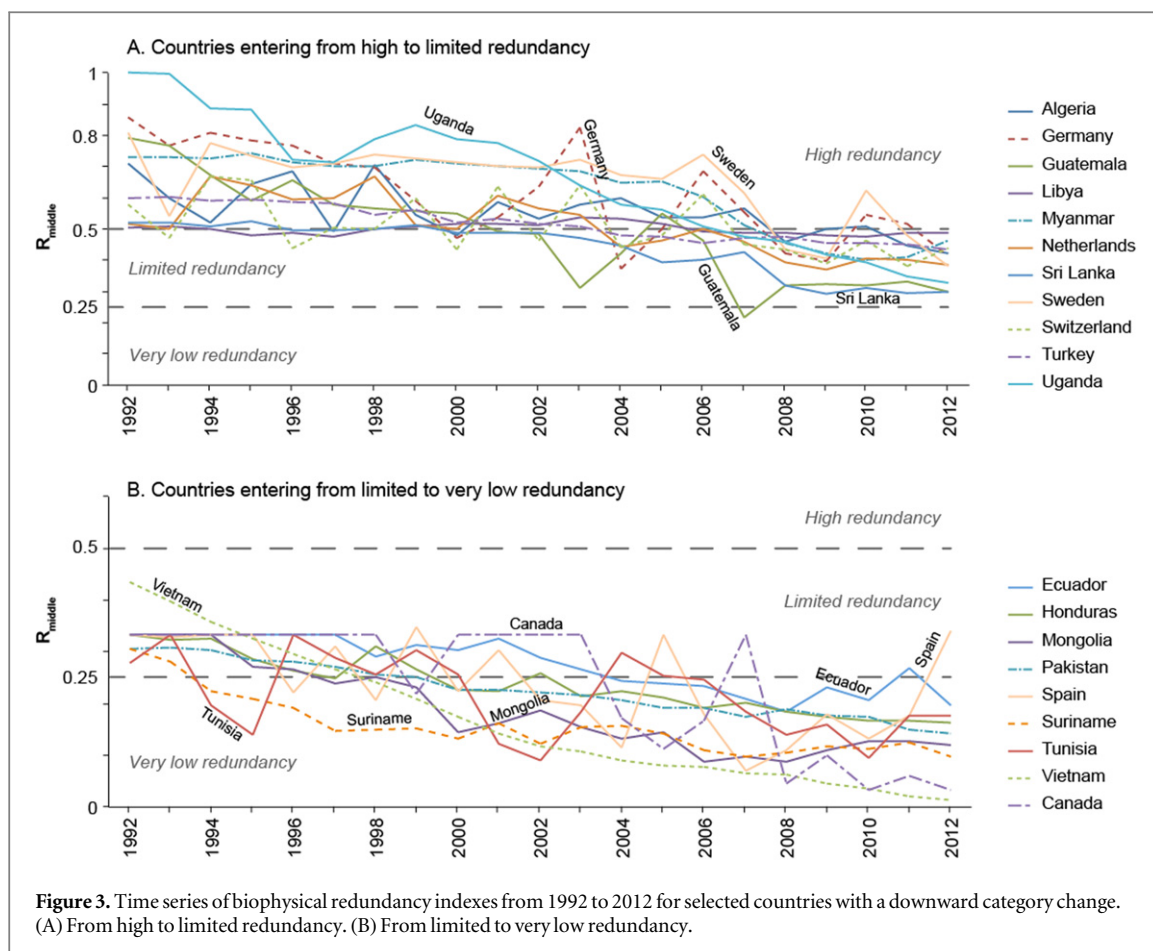 A. Countries entering from high to limited redundancy
1
0.8
0.5
0.25
0
R_middle
Uganda
Germany
Sweden
High redundancy
Limited redundancy
Guatemala
Sri Lanka
Very low redundancy
1992
1994
1996
1998
2000
2002
2004
2006
2008
2010
2012
Algeria
Germany
Guatemala
Libya
Myanmar
Netherlands
Sri Lanka
Sweden
Switzerland
Turkey
Uganda
B. Countries entering from limited to very low redundancy
0.5
0.25
0
R_middle
High redundancy
Vietnam
Canada
Limited redundancy
Spain
Ecuador
Mongolia
Suriname
Tunisia
Very low redundancy
1992
1994
1996
1998
2000
2002
2004
2006
2008
2010
2012
Ecuador
Honduras
Mongolia
Pakistan
Spain
Suriname
Tunisia
Vietnam
Canada
Figure 3. Time series of biophysical redundancy indexes from 1992 to 2012 for selected countries with a downward category change.
(A) From high to limited redundancy. (B) From limited to very low redundancy.